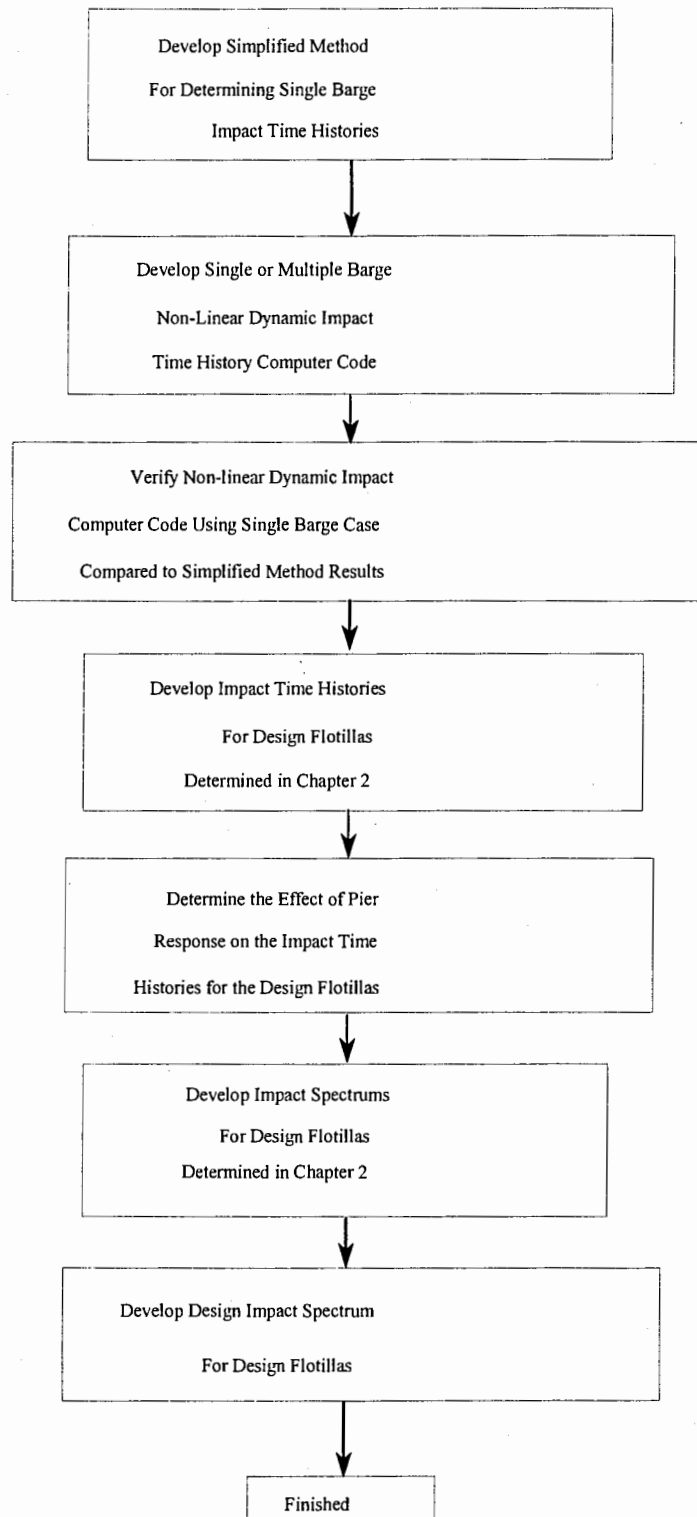 Develop Simplified Method
For Determining Single Barge
Impact Time Histories
Develop Single or Multiple Barge
Non-Linear Dynamic Impact
Time History Computer Code
Verify Non-linear Dynamic Impact
Computer Code Using Single Barge Case
Compared to Simplified Method Results
Develop Impact Time Histories
For Design Flotillas
Determined in Chapter 2
Determine the Effect of Pier
Response on the Impact Time
Histories for the Design Flotillas
Develop Impact Spectrums
For Design Flotillas
Determined in Chapter 2
Develop Design Impact Spectrum
For Design Flotillas
Finished